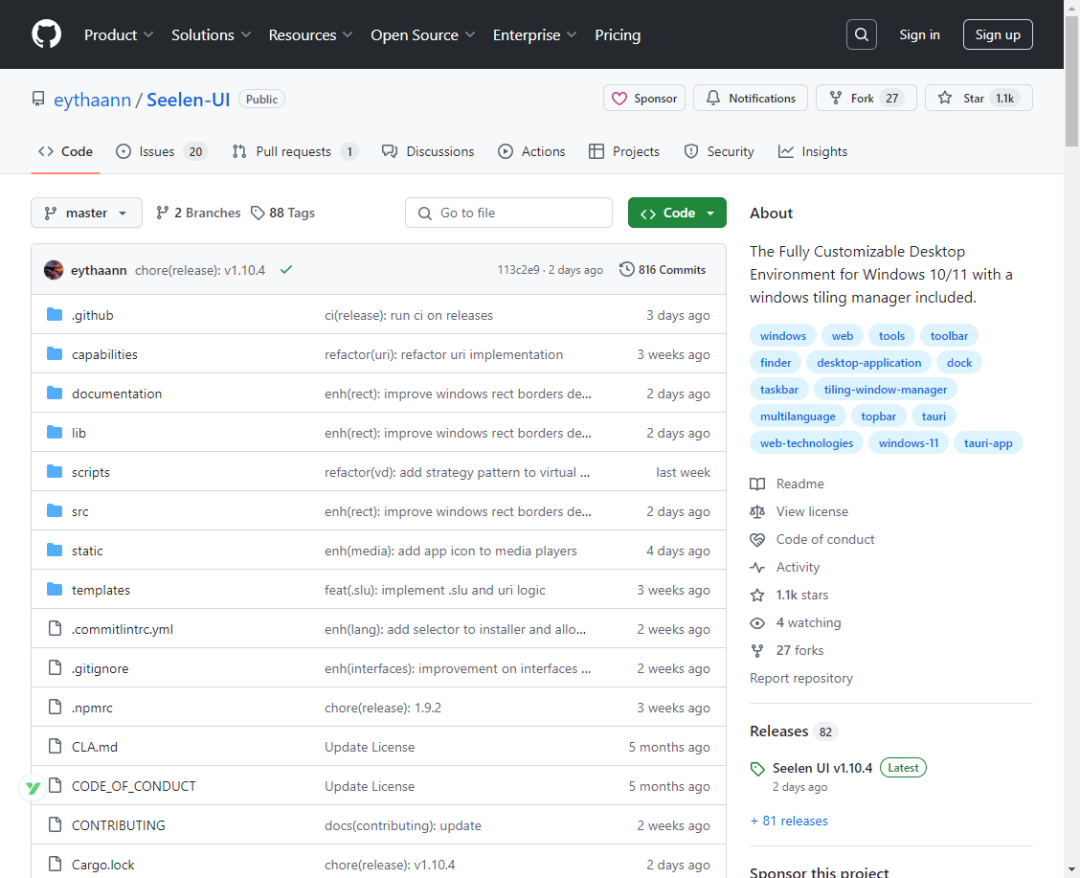 Product Solutions Resources Open Source Enterprise Pricing Sign in Sign up
eythaann / Seelen-UI Public Sponsor Notifications Fork 27 Star 1.1k
Code Issues 20 Pull requests 1 Discussions Actions Projects Security Insights
master 2 Branches 88 Tags Go to file Code
eythaann chore(release): v1.10.4 113c2e9 · 2 days ago 816 Commits
.github ci(release): run ci on releases 3 days ago
capabilities refactor(uri): refactor uri implementation 3 weeks ago
documentation enh(rect): improve windows rect borders de... 2 days ago
lib enh(rect): improve windows rect borders de... 2 days ago
scripts refactor(vd): add strategy pattern to virtual ... last week
src enh(rect): improve windows rect borders de... 2 days ago
static enh(media): add app icon to media players 4 days ago
templates feat(.slu): implement .slu and uri logic 3 weeks ago
.commitlintrc.yml enh(lang): add selector to installer and allo... 2 weeks ago
.gitignore enh(interfaces): improvement on interfaces ... 2 weeks ago
.npmrc chore(release): 1.9.2 3 weeks ago
CLA.md Update License 5 months ago
CODE_OF_CONDUCT Update License 5 months ago
CONTRIBUTING docs(contributing): update 2 weeks ago
Cargo.lock chore(release): v1.10.4 2 days ago
About
The Fully Customizable Desktop
Environment for Windows 10/11 with a
windows tiling manager included.
windows web tools toolbar
finder desktop-application dock
taskbar tiling-window-manager
multilanguage topbar tauri
web-technologies windows-11 tauri-app
Readme
View license
Code of conduct
Activity
1.1k stars
4 watching
27 forks
Report repository
Releases 82
Seelen UI v1.10.4 Latest
2 days ago
+ 81 releases
Sponsor this project